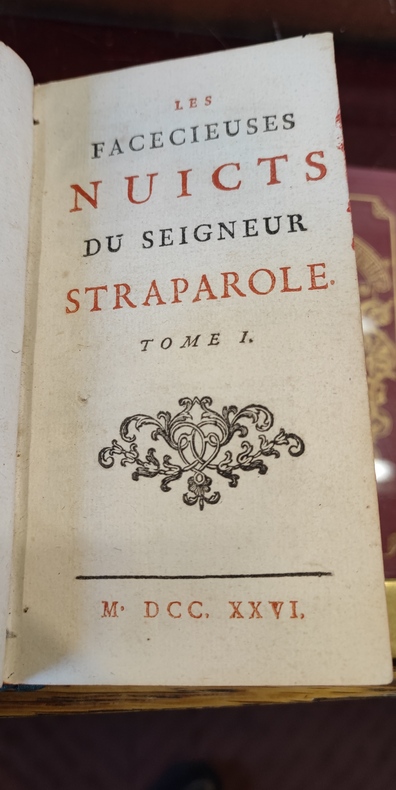 LES
FACECIEUSES
NUICTS
DU SEIGNEUR
STRAPAROLE.
TOME I.
M. DCC. XXVI.